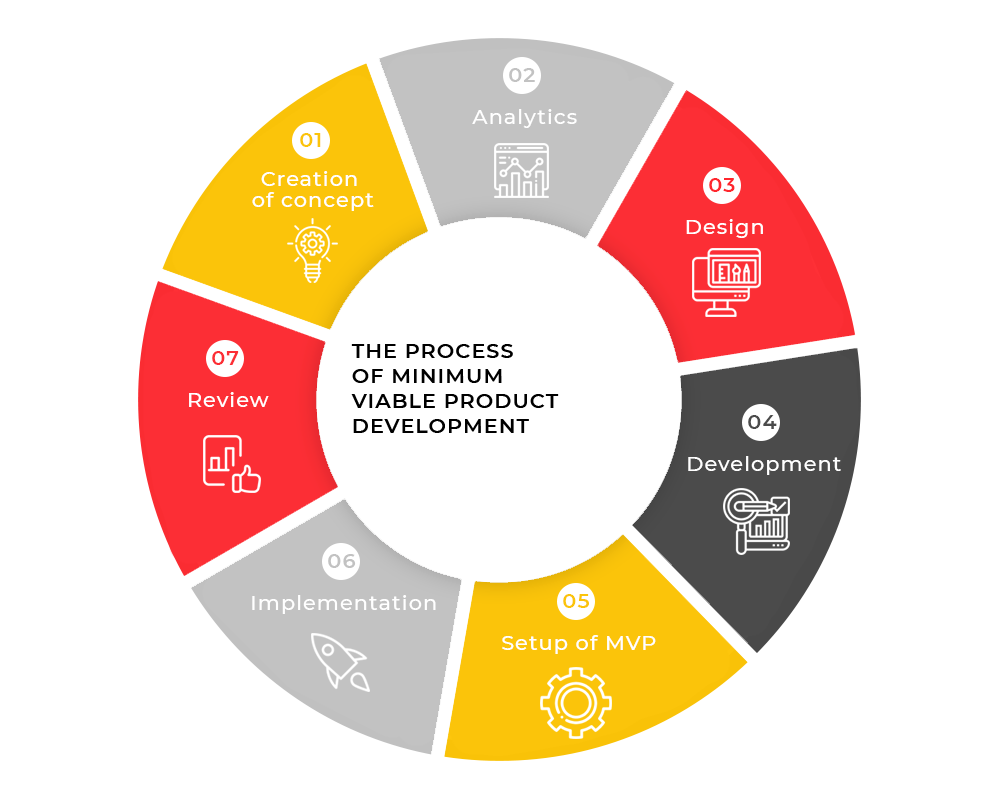 THE PROCESS
OF MINIMUM
VIABLE PRODUCT
DEVELOPMENT
01
Creation
of concept
02
Analytics
03
Design
04
Development
05
Setup of MVP
06
Implementation
07
Review